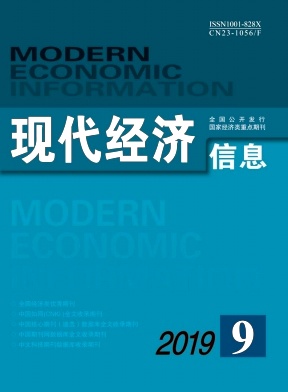 ISSN1001-828X
CN23-1056/F
MODERN
ECONOMIC
INFORMATION
全国公开发行
国家经济类重点期刊
现代经济
信息
MODERN
ECONOMIC
2019 9